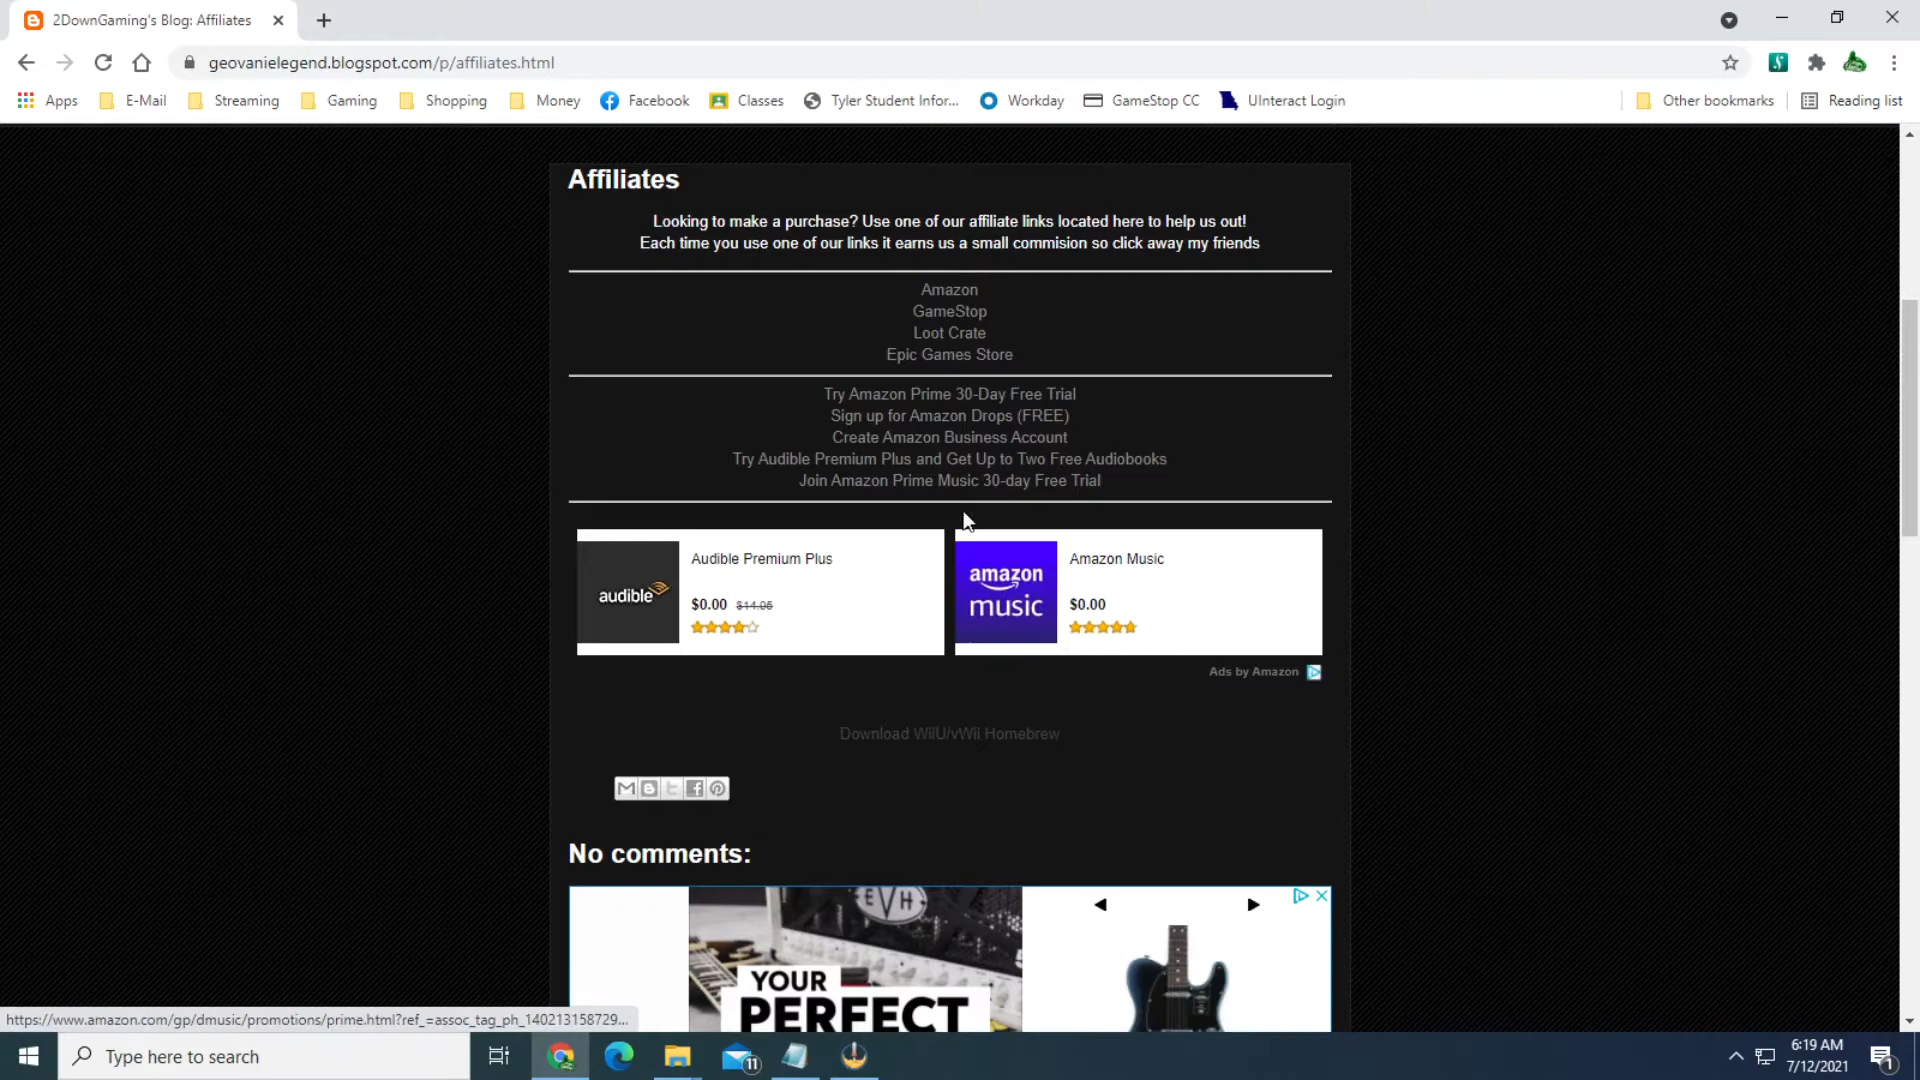 2DownGaming's Blog: Affiliates
geovanielegend.blogspot.com/p/affiliates.html
Apps E-Mail Streaming Gaming Shopping Money Facebook Classes Tyler Student Infor... Workday GameStop CC UInteract Login Other bookmarks Reading list
Affiliates
Looking to make a purchase? Use one of our affiliate links located here to help us out!
Each time you use one of our links it earns us a small commision so click away my friends
Amazon
GameStop
Loot Crate
Epic Games Store
Try Amazon Prime 30-Day Free Trial
Sign up for Amazon Drops (FREE)
Create Amazon Business Account
Try Audible Premium Plus and Get Up to Two Free Audiobooks
Join Amazon Prime Music 30-day Free Trial
audible
Audible Premium Plus
$0.00 $14.05
amazon
music
Amazon Music
$0.00
Ads by Amazon
Download WiiU/vWii Homebrew
No comments:
EVH
YOUR
PERFECT
https://www.amazon.com/gp/dmusic/promotions/prime.html?ref_=assoc_tag_ph_140213158729...
Type here to search
11
6:19 AM
7/12/2021
1